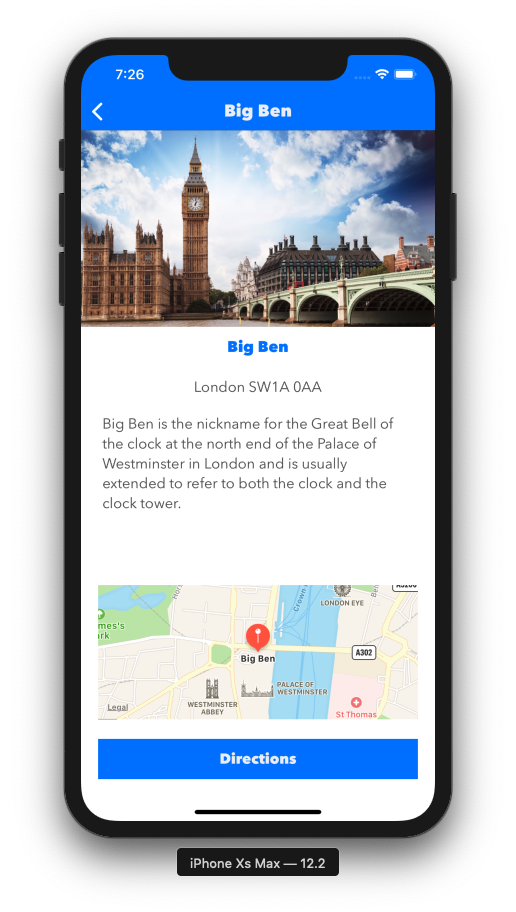 7:26
Big Ben
Big Ben
London SW1A 0AA
Big Ben is the nickname for the Great Bell of
the clock at the north end of the Palace of
Westminster in London and is usually
extended to refer to both the clock and the
clock tower.
LONDON EYE
mes's
ark
A302
Big Ben
PALACE OF
WESTMINSTER
WESTMINSTER
ABBEY
Legal
St Thomas
Directions
iPhone Xs Max — 12.2